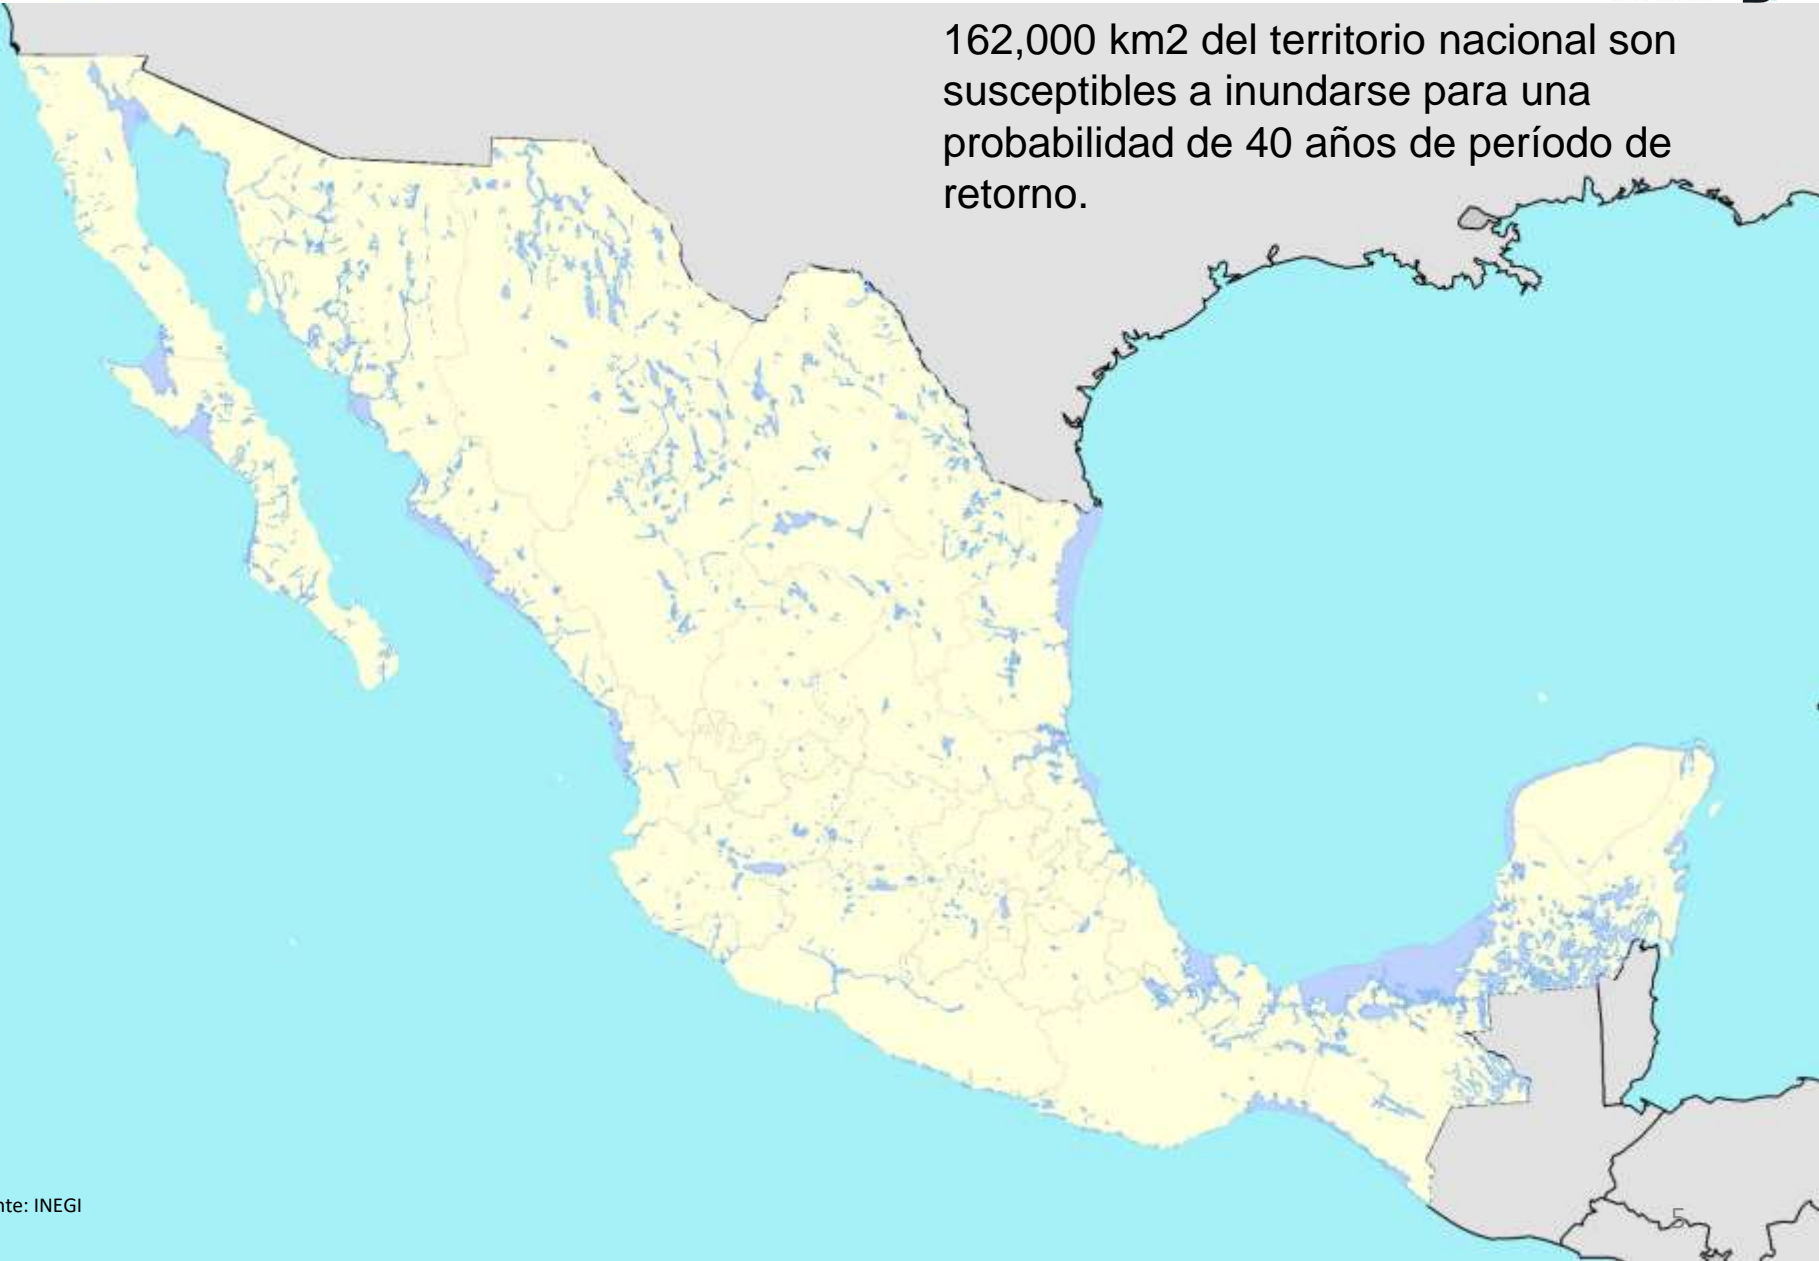 162,000 km2 del territorio nacional son
susceptibles a inundarse para una
probabilidad de 40 años de período de
retorno.
nte: INEGI
5